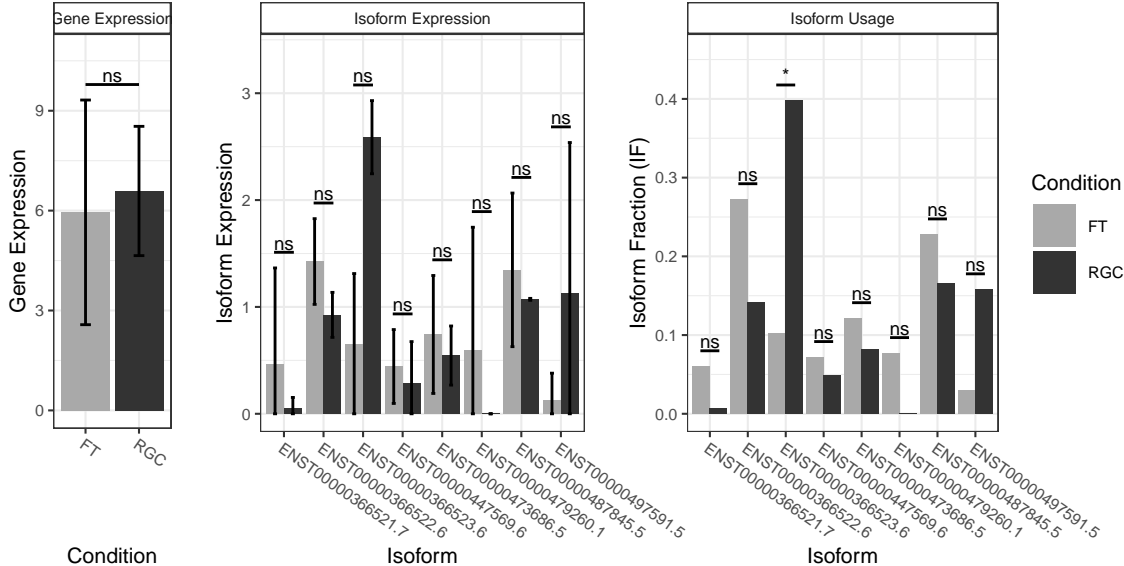 Gene Expression
Isoform Expression
Isoform Usage
Gene Expression
9
6
3
0
ns
FT
RGC
Condition
Isoform Expression
3
2
1
0
ns
ns
ns
ns
ns
ns
ns
ns
ENST00000366521.7
ENST00000366522.6
ENST00000366523.6
ENST00000447569.6
ENST00000473686.5
ENST00000479260.1
ENST00000487845.5
ENST00000497591.5
Isoform
Isoform Fraction (IF)
0.4
0.3
0.2
0.1
0.0
ns
ns
*
ns
ns
ns
ns
ns
ENST00000366521.7
ENST00000366522.6
ENST00000366523.6
ENST00000447569.6
ENST00000473686.5
ENST00000479260.1
ENST00000487845.5
ENST00000497591.5
Isoform
Condition
FT
RGC